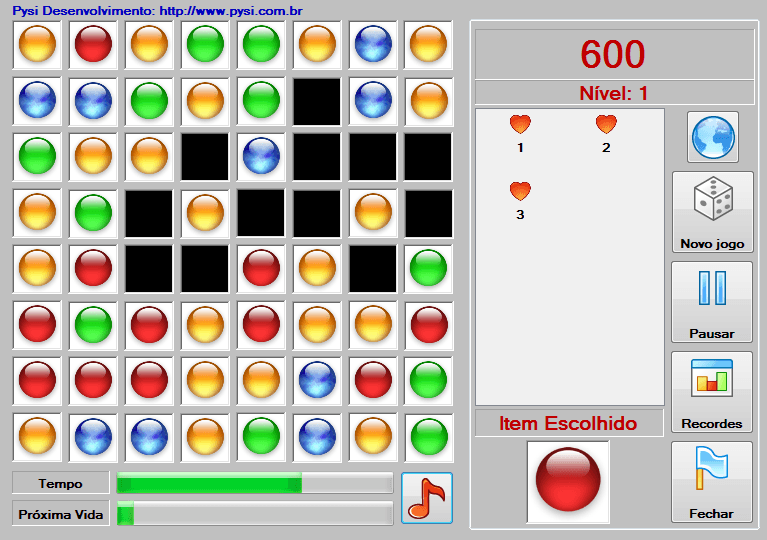 Pysi Desenvolvimento: http://www.pysi.com.br
600
Nível: 1
1 2
3
Novo jogo
Pausar
Recordes
Item Escolhido
Fechar
Tempo
Próxima Vida